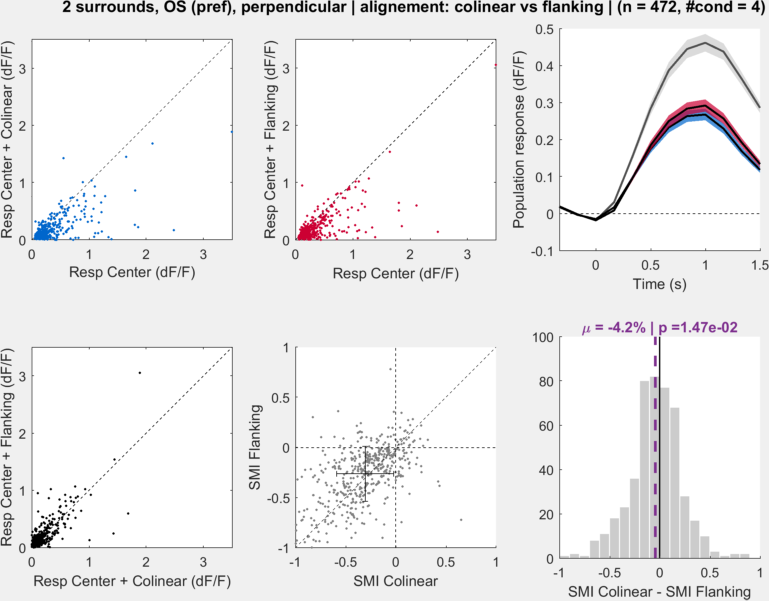 2 surrounds, OS (pref), perpendicular | alignement: colinear vs flanking | (n = 472, #cond = 4)
Resp Center + Colinear (dF/F)
3
2
1
0
0 1 2 3
Resp Center (dF/F)
Resp Center + Flanking (dF/F)
3
2
1
0
0 1 2 3
Resp Center (dF/F)
Population response (dF/F)
0.5
0.4
0.3
0.2
0.1
0
-0.1
0 0.5 1 1.5
Time (s)
Resp Center + Flanking (dF/F)
3
2
1
0
0 1 2 3
Resp Center + Colinear (dF/F)
SMI Flanking
1
0.5
0
-0.5
-1
-1 -0.5 0 0.5 1
SMI Colinear
μ = -4.2% | p =1.47e-02
100
80
60
40
20
0
-1 -0.5 0 0.5 1
SMI Colinear - SMI Flanking